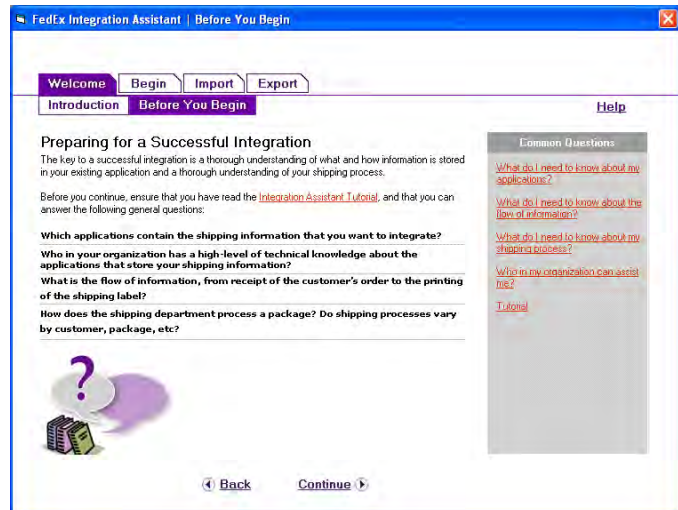 FedEx Integration Assistant | Before You Begin
Welcome Begin Import Export
Introduction Before You Begin Help
Preparing for a Successful Integration
The key to a successful integration is a thorough understanding of what and how information is stored
in your existing application and a thorough understanding of your shipping process.
Before you continue, ensure that you have read the Integration Assistant Tutorial, and that you can
answer the following general questions:
Which applications contain the shipping information that you want to integrate?
Who in your organization has a high-level of technical knowledge about the
applications that store your shipping information?
What is the flow of information, from receipt of the customer's order to the printing
of the shipping label?
How does the shipping department process a package? Do shipping processes vary
by customer, package, etc?
Common Questions
What do I need to know about my
applications?
What do I need to know about the
flow of information?
What do I need to know about my
shipping process?
Who in my organization can assist
me?
Tutorial
?
Back Continue